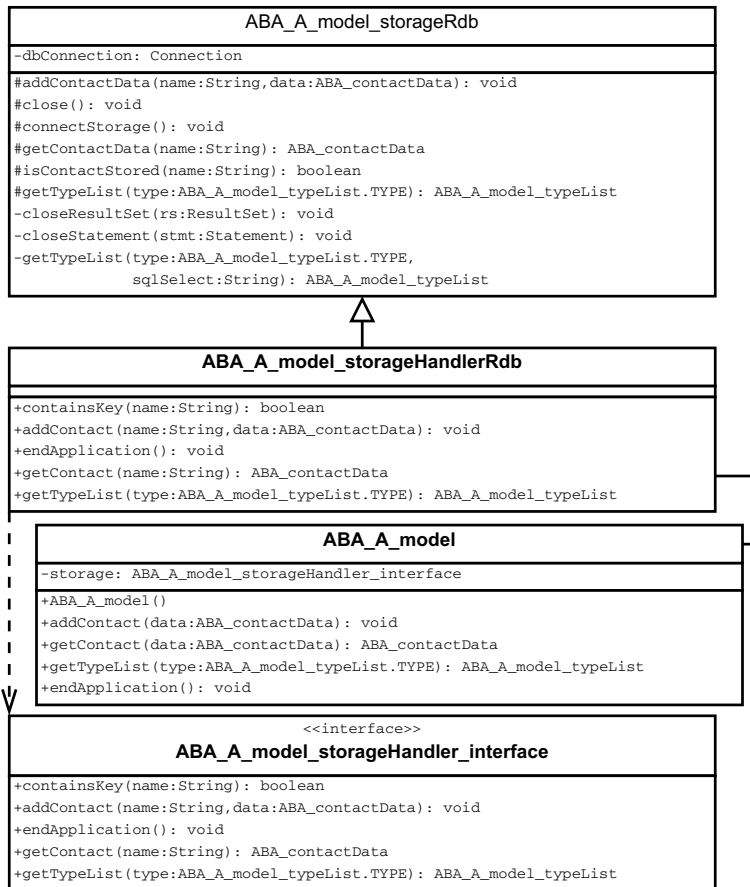 ABA_A_model_storageRdb
-dbConnection: Connection
#addContactData(name:String,data:ABA_contactData): void
#close(): void
#connectStorage(): void
#getContactData(name:String): ABA_contactData
#isContactStored(name:String): boolean
#getTypeList(type:ABA_A_model_typeList.TYPE): ABA_A_model_typeList
-closeResultSet(rs:ResultSet): void
-closeStatement(stmt:Statement): void
-getTypeList(type:ABA_A_model_typeList.TYPE,
sqlSelect:String): ABA_A_model_typeList
ABA_A_model_storageHandlerRdb
+containsKey(name:String): boolean
+addContact(name:String,data:ABA_contactData): void
+endApplication(): void
+getContact(name:String): ABA_contactData
+getTypeList(type:ABA_A_model_typeList.TYPE): ABA_A_model_typeList
ABA_A_model
-storage: ABA_A_model_storageHandler_interface
+ABA_A_model()
+addContact(data:ABA_contactData): void
+getContact(data:ABA_contactData): ABA_contactData
+getTypeList(type:ABA_A_model_typeList.TYPE): ABA_A_model_typeList
+endApplication(): void
<<interface>>
ABA_A_model_storageHandler_interface
+containsKey(name:String): boolean
+addContact(name:String,data:ABA_contactData): void
+endApplication(): void
+getContact(name:String): ABA_contactData
+getTypeList(type:ABA_A_model_typeList.TYPE): ABA_A_model_typeList